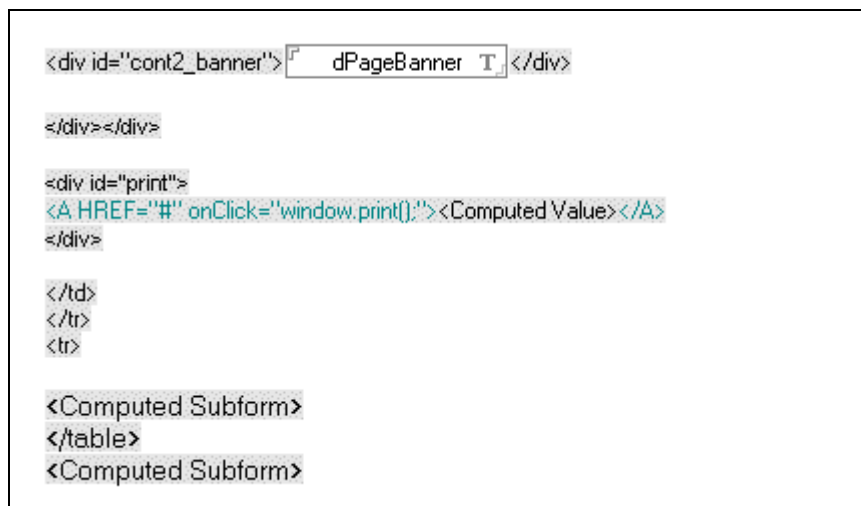 <div id="cont2_banner"> dPageBanner T </div>
</div></div>
<div id="print">
<A HREF="#" onClick="window.print();"><Computed Value></A>
</div>
</td>
</tr>
<tr>
<Computed Subform>
</table>
<Computed Subform>